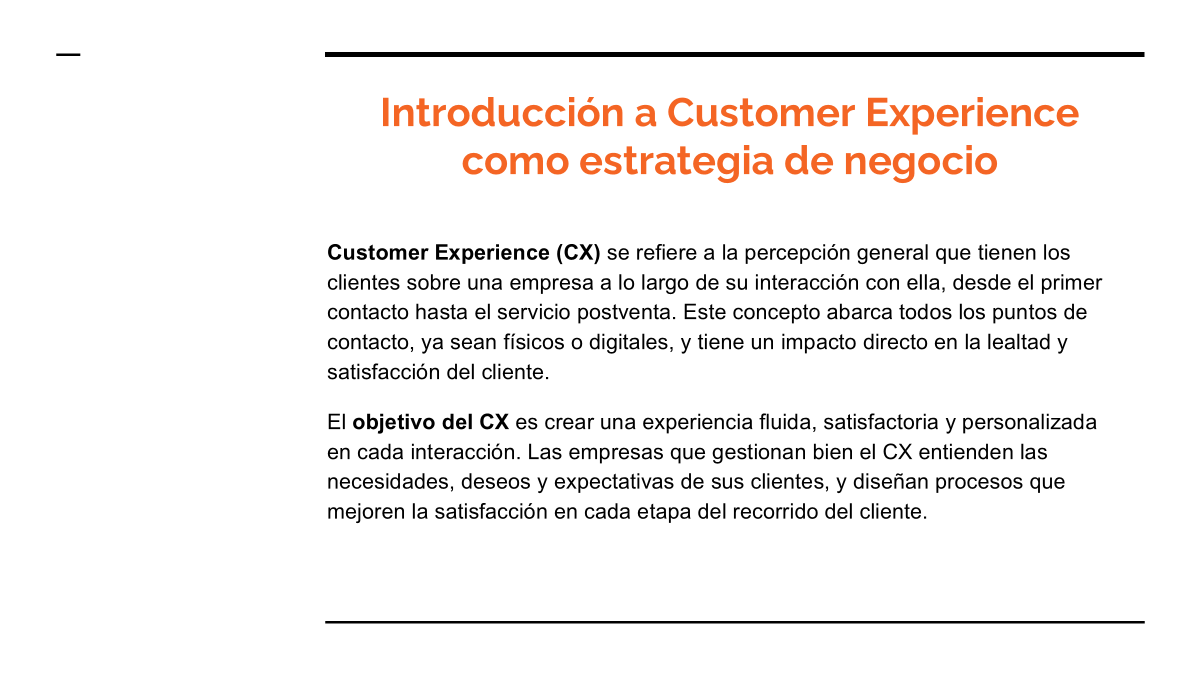 Introducción a Customer Experience
como estrategia de negocio
Customer Experience (CX) se refiere a la percepción general que tienen los
clientes sobre una empresa a lo largo de su interacción con ella, desde el primer
contacto hasta el servicio postventa. Este concepto abarca todos los puntos de
contacto, ya sean físicos o digitales, y tiene un impacto directo en la lealtad y
satisfacción del cliente.
El objetivo del CX es crear una experiencia fluida, satisfactoria y personalizada
en cada interacción. Las empresas que gestionan bien el CX entienden las
necesidades, deseos y expectativas de sus clientes, y diseñan procesos que
mejoren la satisfacción en cada etapa del recorrido del cliente.